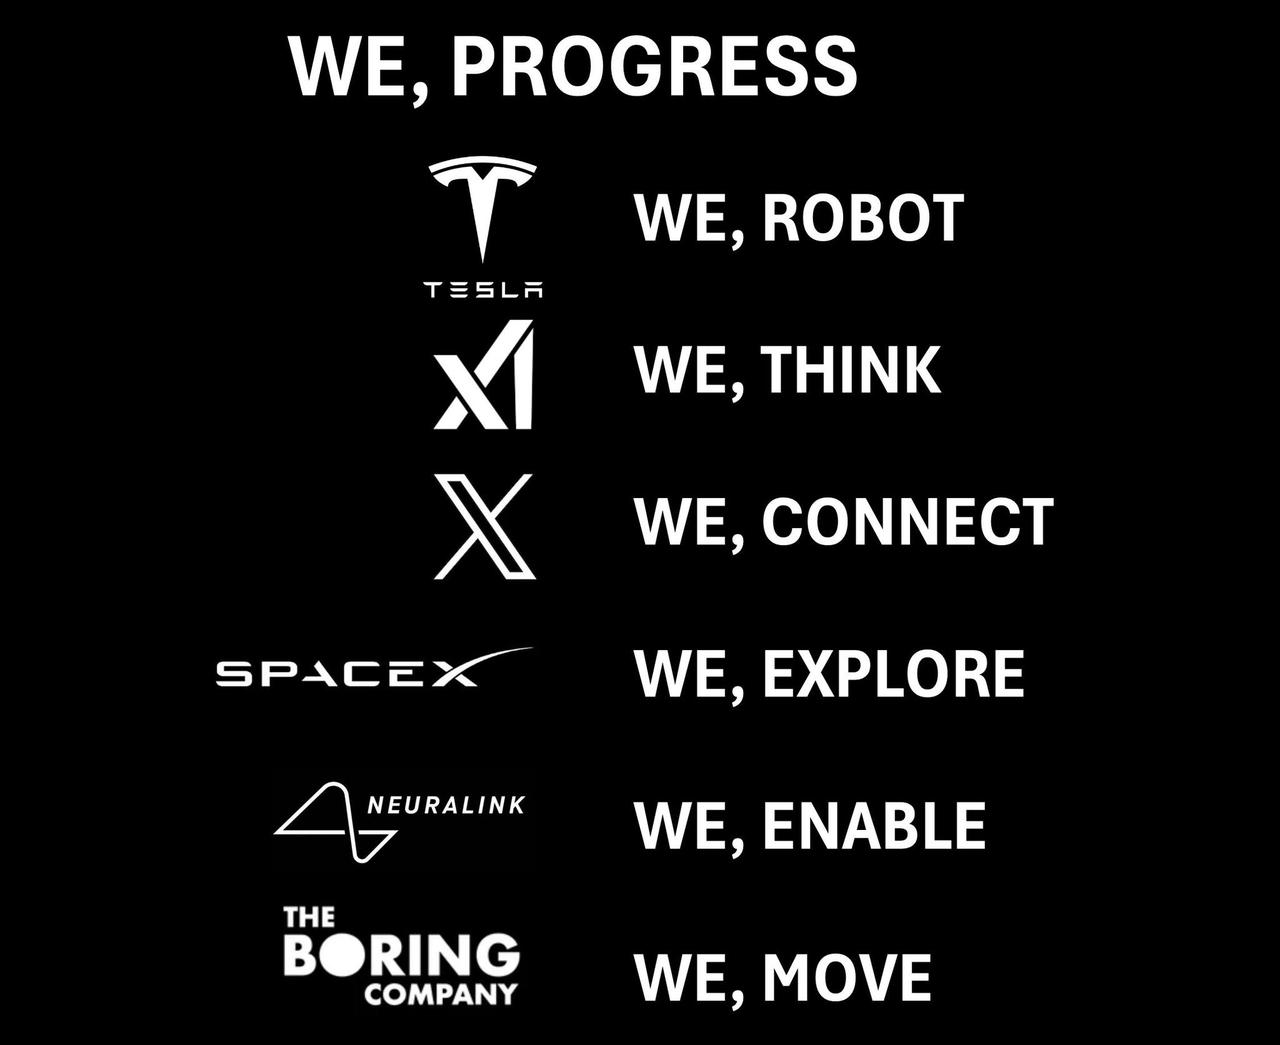 WE, PROGRESS
TESLA
WE, ROBOT
xAI
WE, THINK
X
WE, CONNECT
SPACEX
WE, EXPLORE
NEURALINK
WE, ENABLE
THE
BORING
COMPANY
WE, MOVE